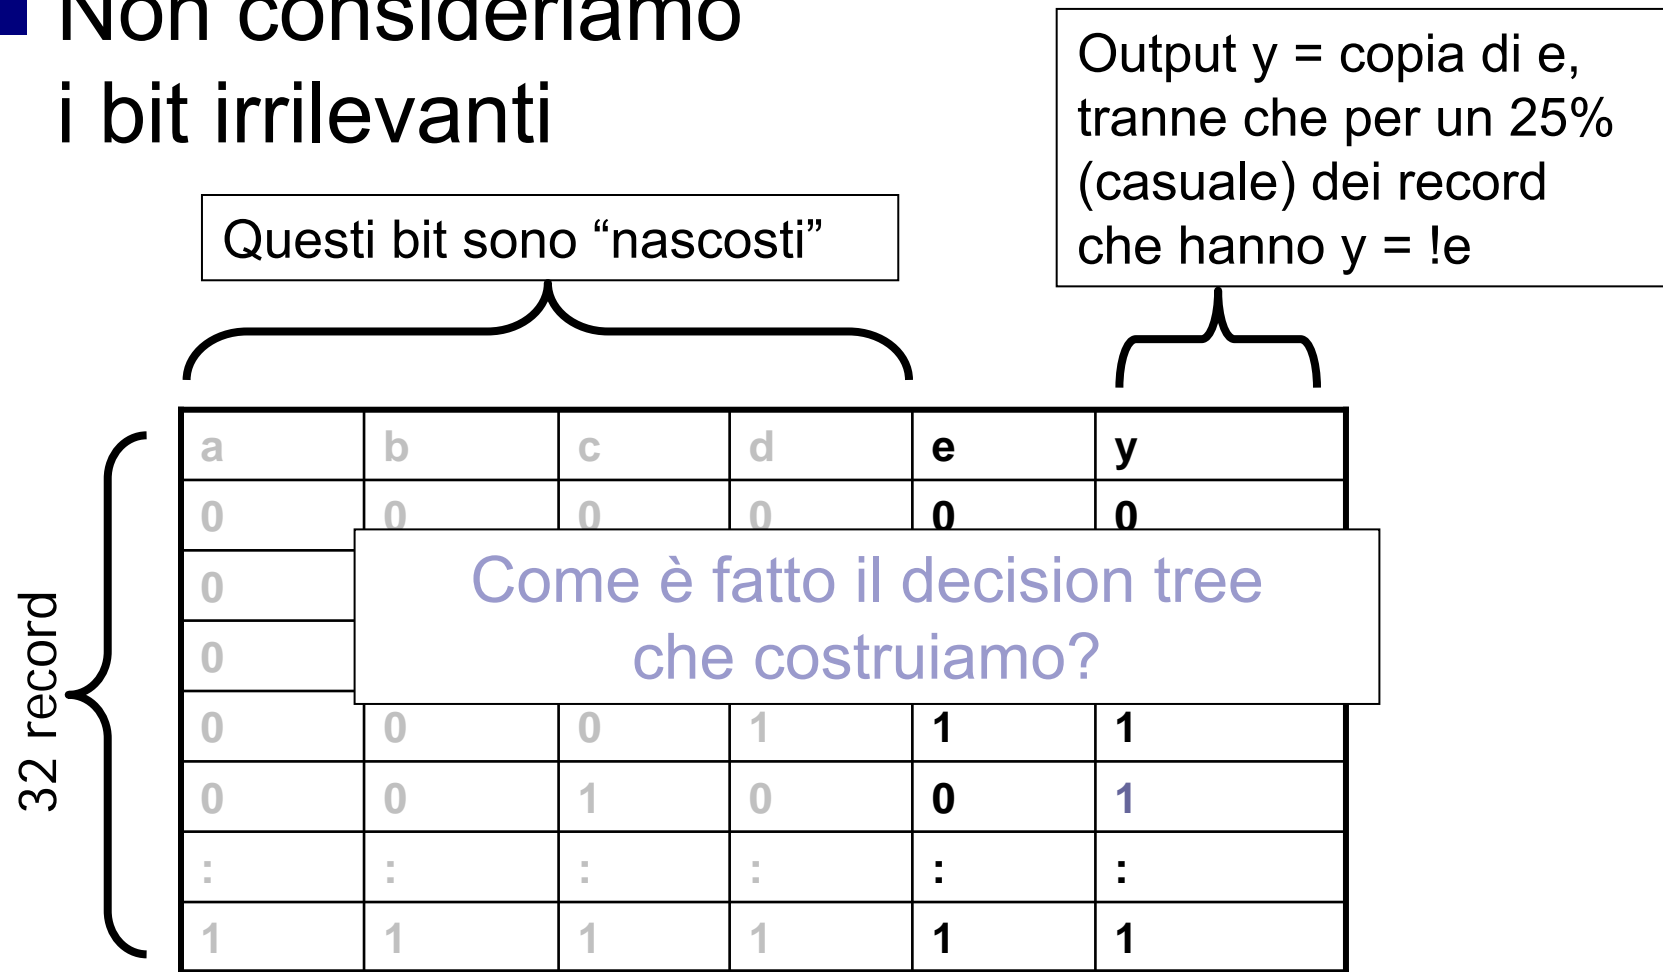 Non consideriamo
i bit irrilevanti
Output y = copia di e,
tranne che per un 25%
(casuale) dei record
che hanno y = !e
Questi bit sono “nascosti”
32 record
a b c d e y
0 0 0 0 0 0
0
0
Come è fatto il decision tree
che costruiamo?
0 0 0 1 1 1
0 0 1 0 0 1
: : : : : :
1 1 1 1 1 1